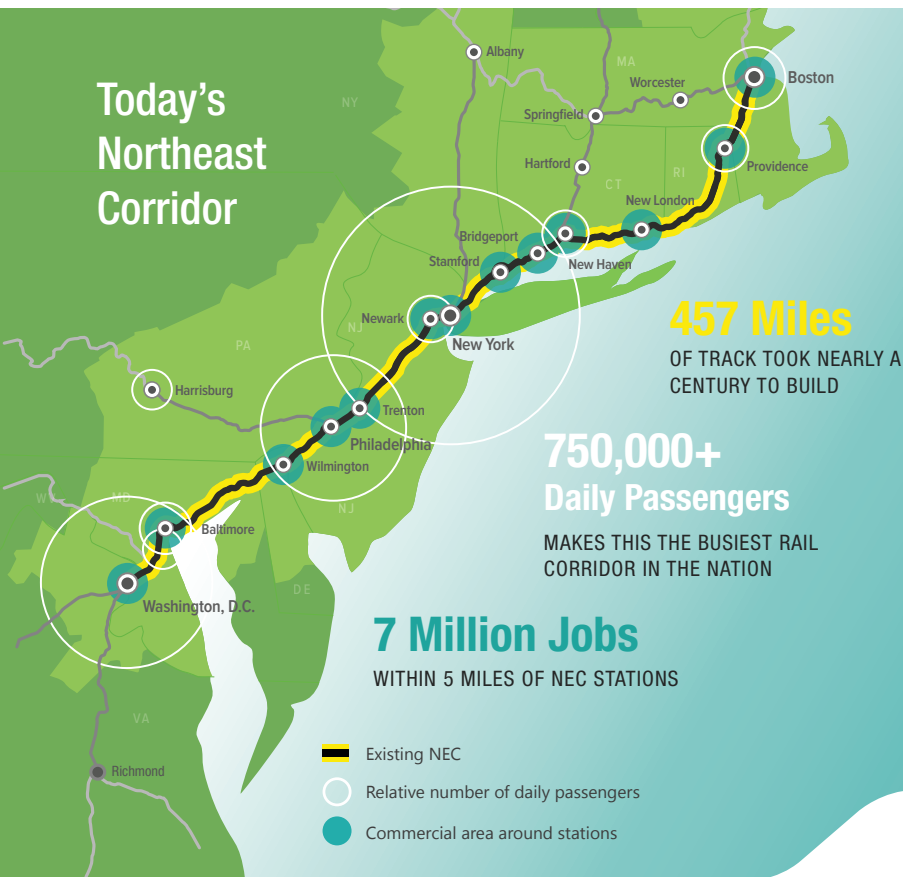 Today's
Northeast
Corridor
Albany
NY
MA
Worcester
Boston
Springfield
Hartford
Providence
RI
CT
New London
Bridgeport
Stamford
New Haven
Newark
NJ
New York
PA
Harrisburg
Trenton
Philadelphia
Wilmington
NJ
MD
Baltimore
DE
Washington, D.C.
VA
Richmond
457 Miles
OF TRACK TOOK NEARLY A
CENTURY TO BUILD
750,000+
Daily Passengers
MAKES THIS THE BUSIEST RAIL
CORRIDOR IN THE NATION
7 Million Jobs
WITHIN 5 MILES OF NEC STATIONS
Existing NEC
Relative number of daily passengers
Commercial area around stations